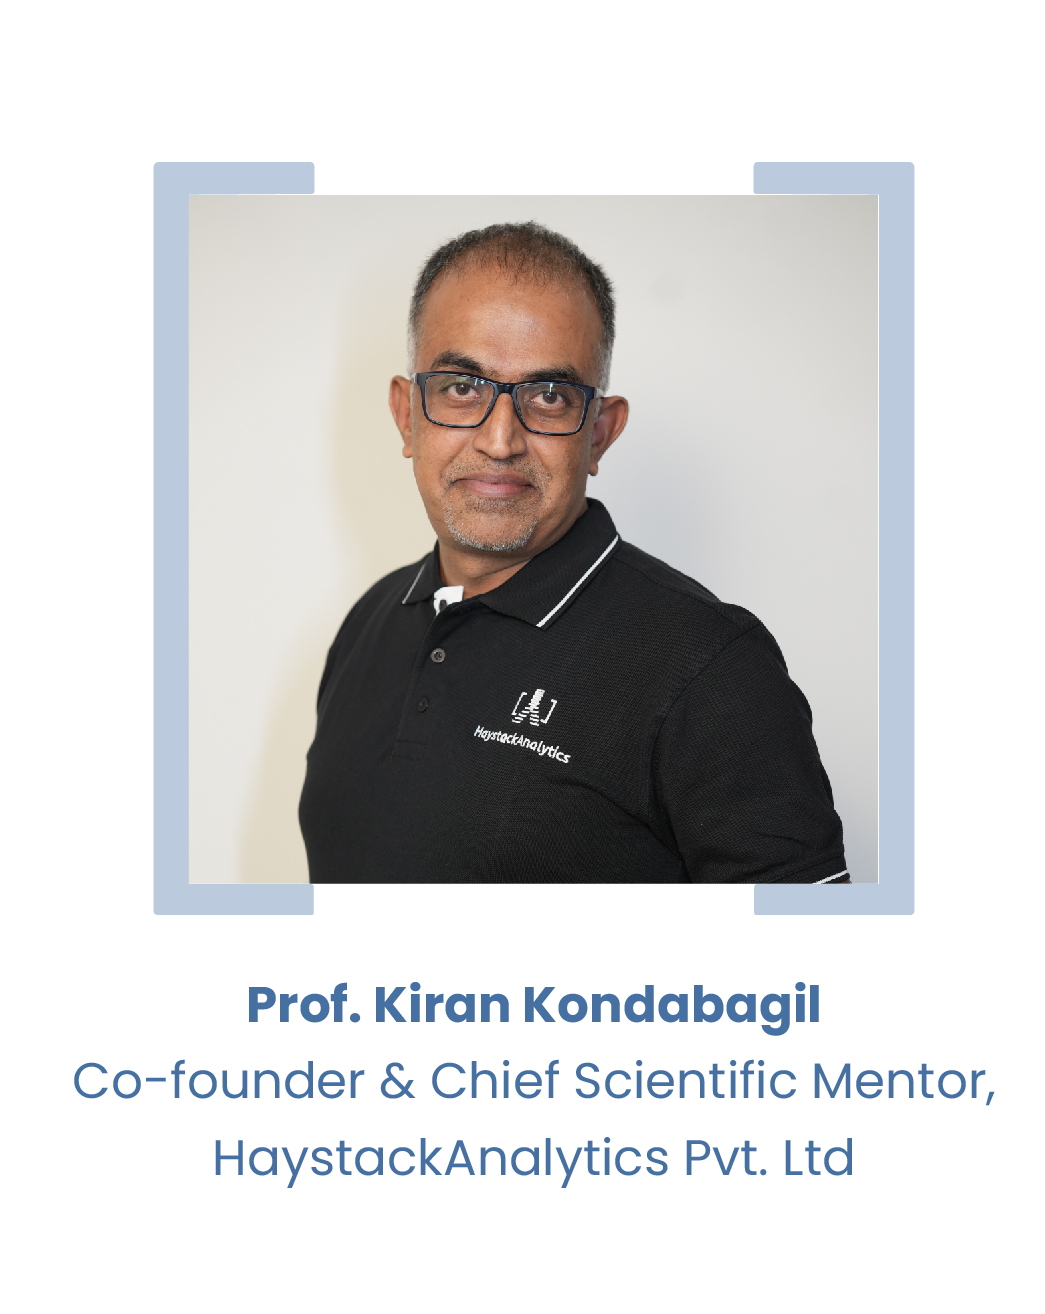 HaystackAnalytics
Prof. Kiran Kondabagil
Co-founder & Chief Scientific Mentor,
HaystackAnalytics Pvt. Ltd